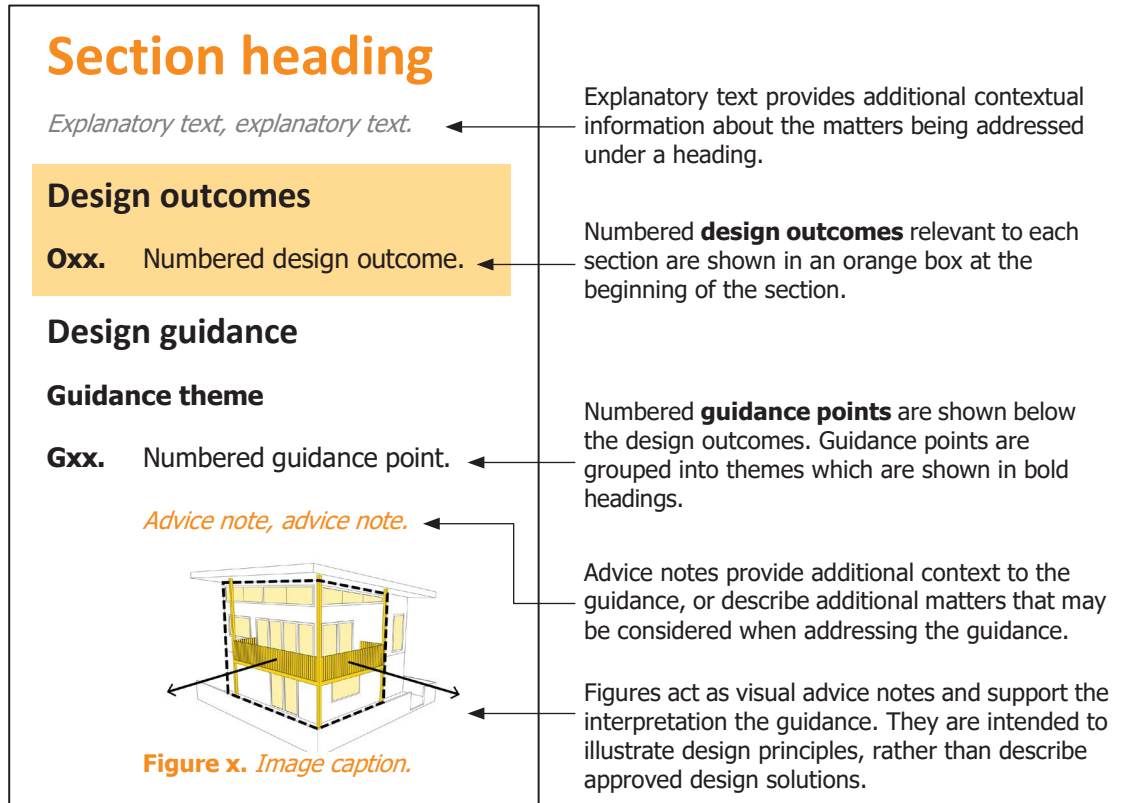 Section heading
Explanatory text, explanatory text.
Design outcomes
Oxx. Numbered design outcome.
Design guidance
Guidance theme
Gxx. Numbered guidance point.
Advice note, advice note.
Figure x. Image caption.
Explanatory text provides additional contextual
information about the matters being addressed
under a heading.
Numbered design outcomes relevant to each
section are shown in an orange box at the
beginning of the section.
Numbered guidance points are shown below
the design outcomes. Guidance points are
grouped into themes which are shown in bold
headings.
Advice notes provide additional context to the
guidance, or describe additional matters that may
be considered when addressing the guidance.
Figures act as visual advice notes and support the
interpretation the guidance. They are intended to
illustrate design principles, rather than describe
approved design solutions.